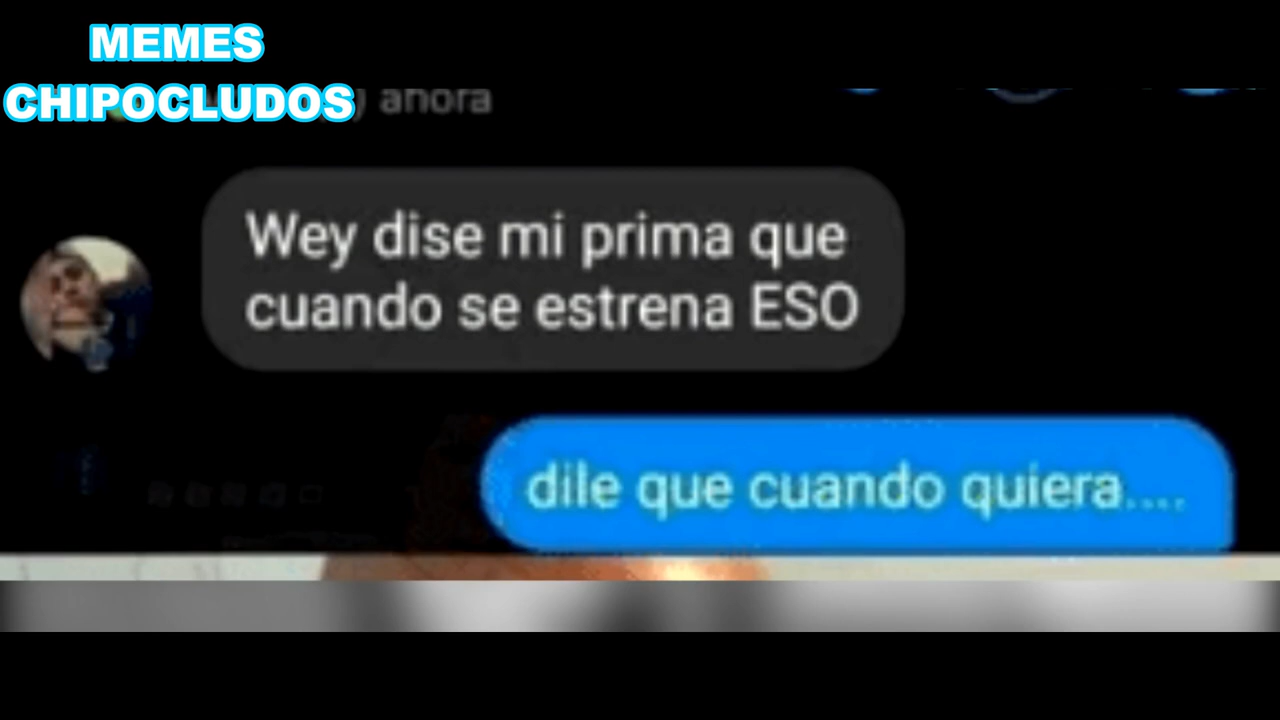 MEMES
CHIPOCLUDOS
ahora
Wey dise mi prima que
cuando se estrena ESO
dile que cuando quiera....